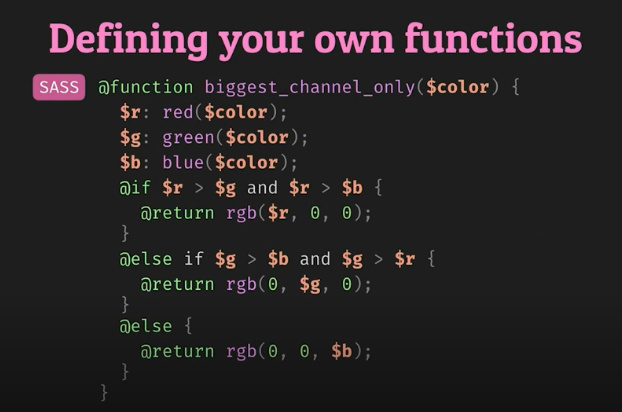 Defining your own functions
SASS
@function biggest_channel_only($color) {
$r: red($color);
$g: green($color);
$b: blue($color);
@if $r > $g and $r > $b {
@return rgb($r, 0, 0);
}
@else if $g > $b and $g > $r {
@return rgb(0, $g, 0);
}
@else {
@return rgb(0, 0, $b);
}
}